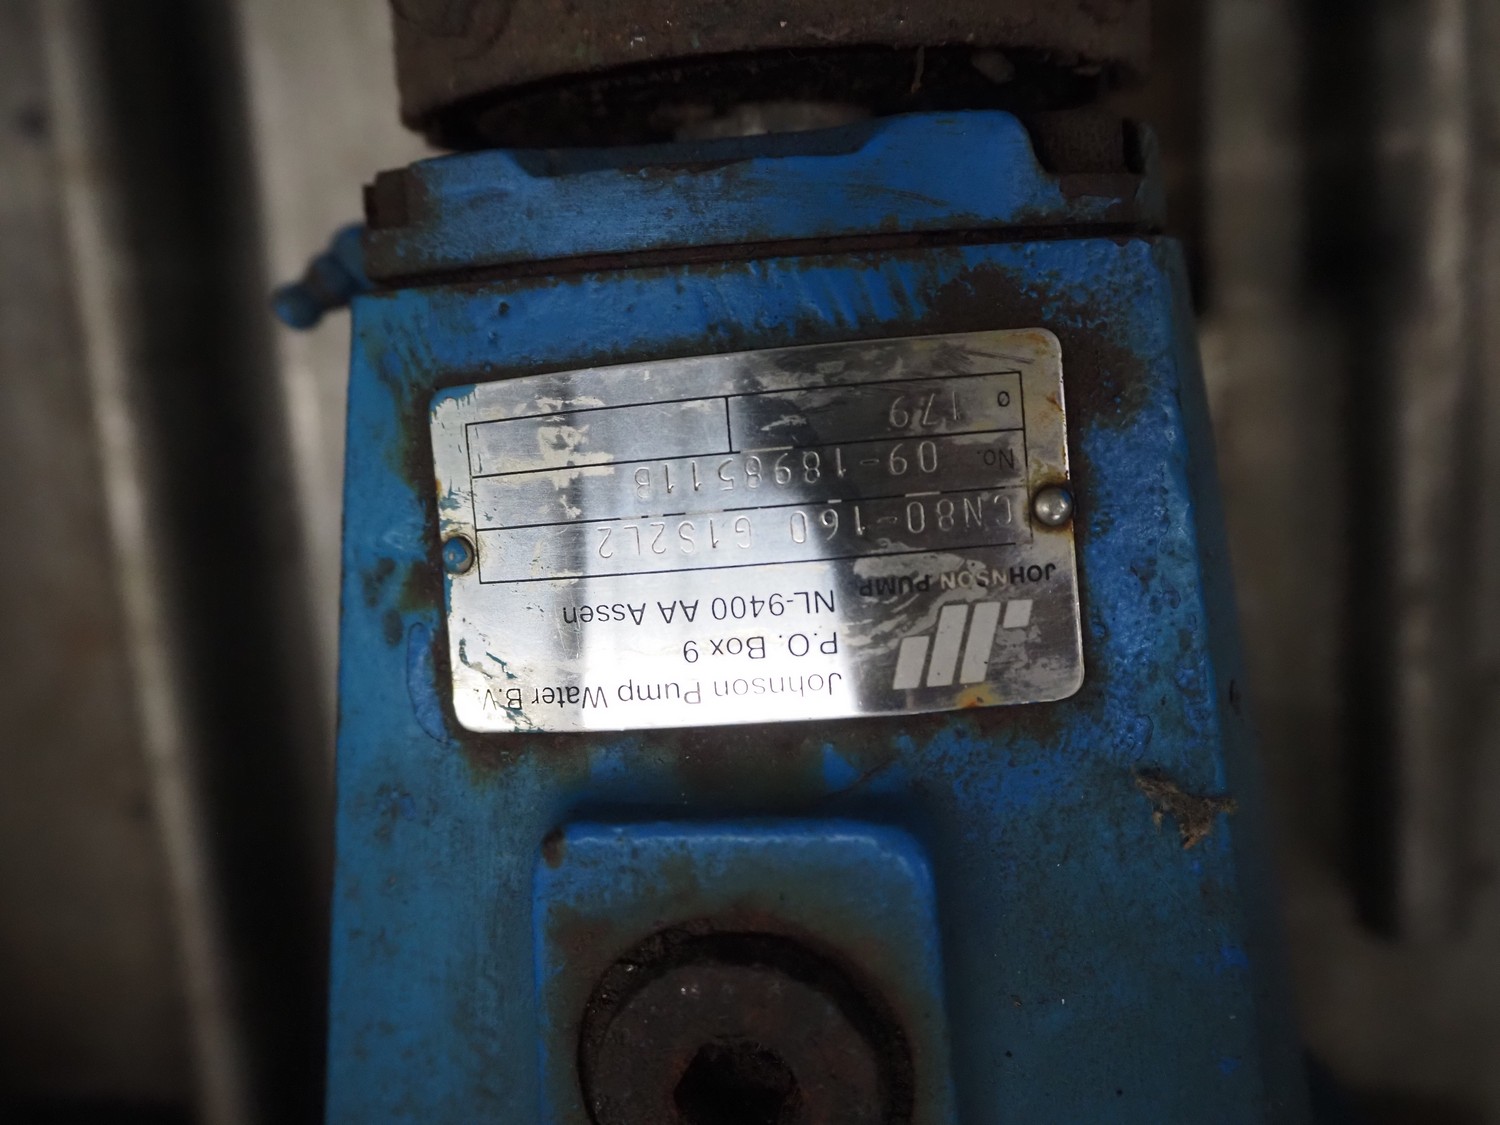 Johnson Pump Water B.V.
P.O. Box 9
NL-9400 AA Assen
JOHNSON PUMP
CN80-160 G1S2L2
No. 09-1898511B
ø 179